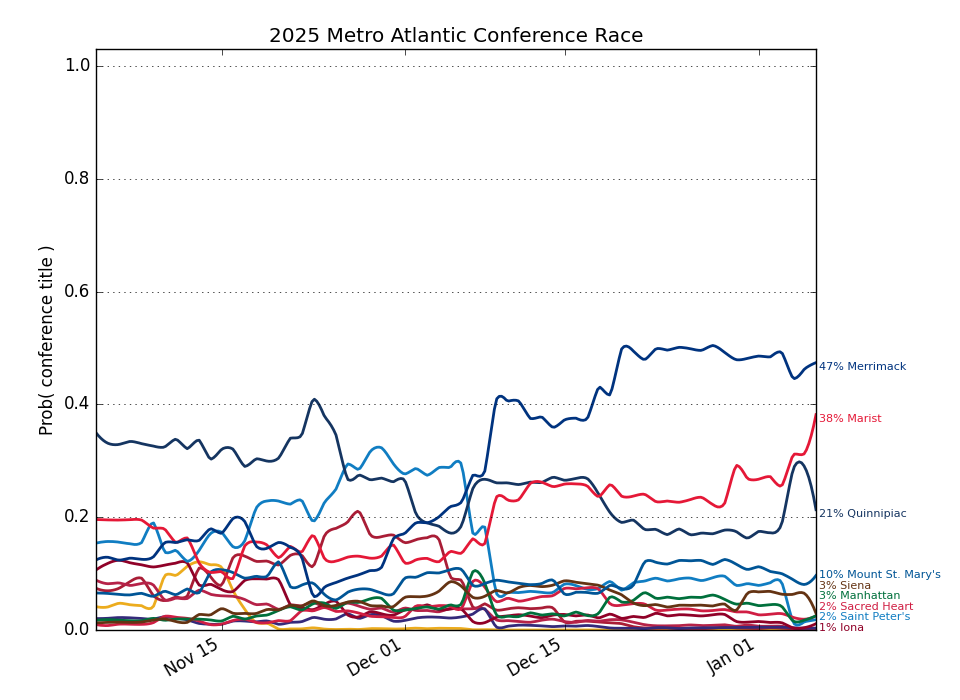 2025 Metro Atlantic Conference Race
Prob( conference title )
1.0
0.8
0.6
0.4
0.2
0.0
Nov 15
Dec 01
Dec 15
Jan 01
47% Merrimack
38% Marist
21% Quinnipiac
10% Mount St. Mary's
3% Siena
3% Manhattan
2% Sacred Heart
2% Saint Peter's
1% Iona